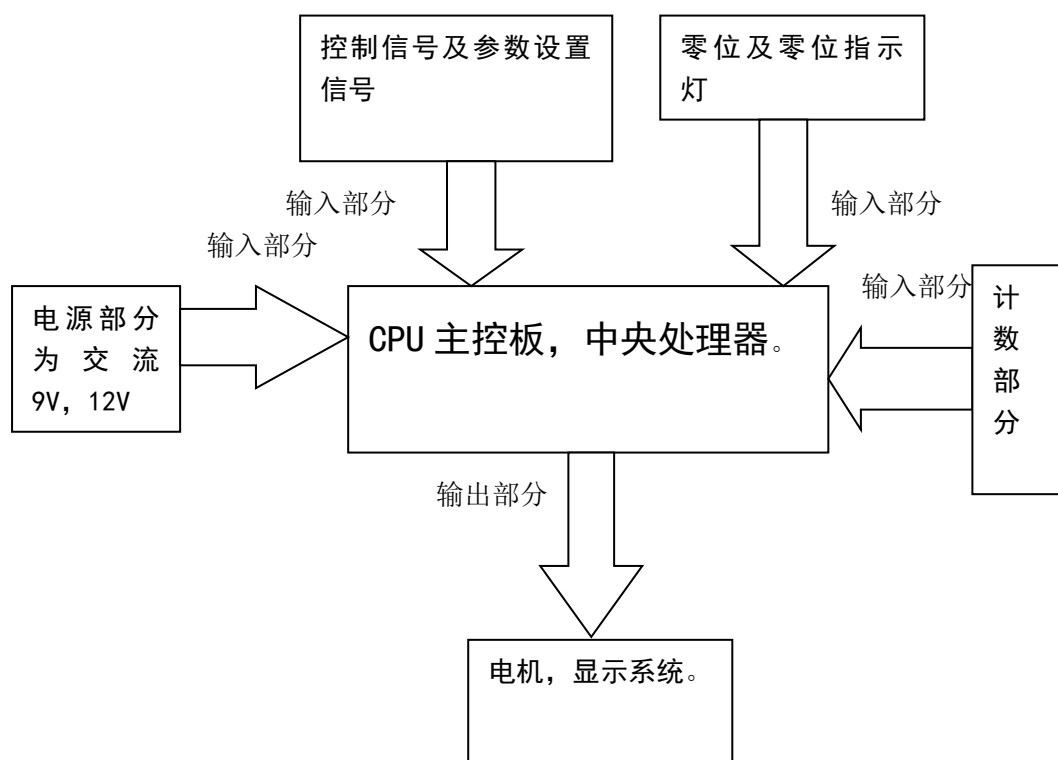 控制信号及参数设置
信号
零位及零位指示
灯
输入部分
输入部分
输入部分
输入部分
电源部分
为交流
9V，12V
CPU 主控板，中央处理器。
计
数
部
分
输出部分
电机，显示系统。